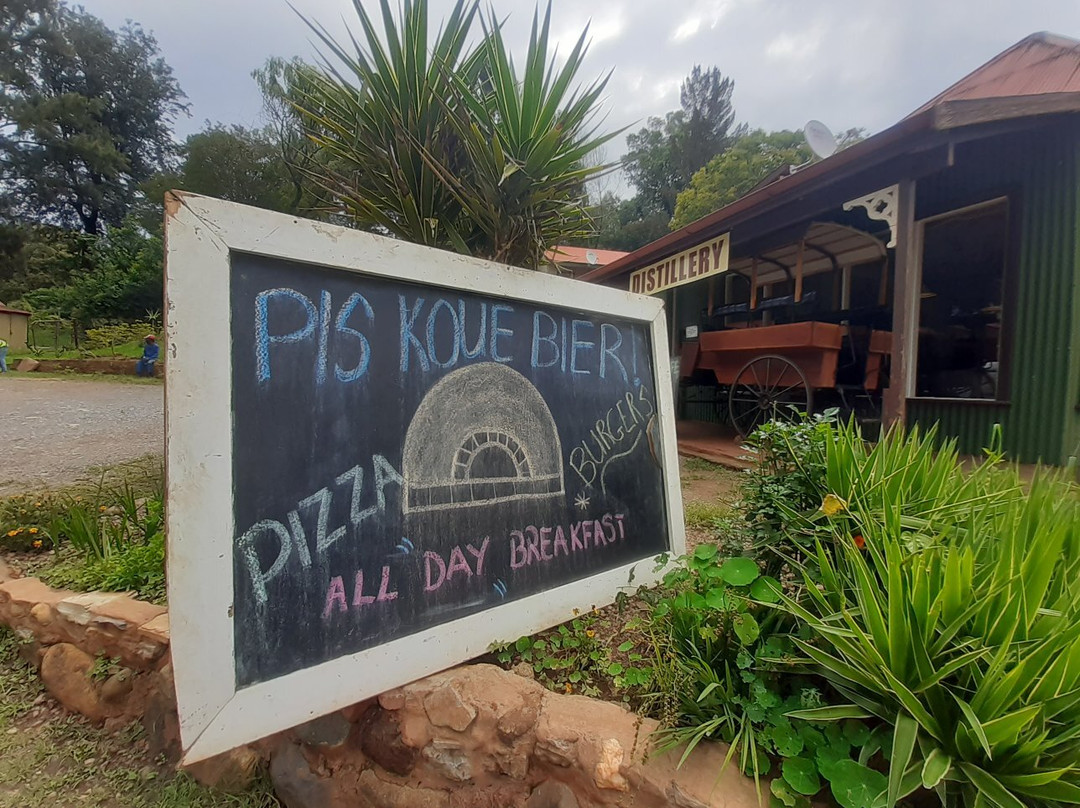 PIS KOUE BIER!
DISTILLERY
PIZZA
BURGERS
ALL DAY BREAKFAST